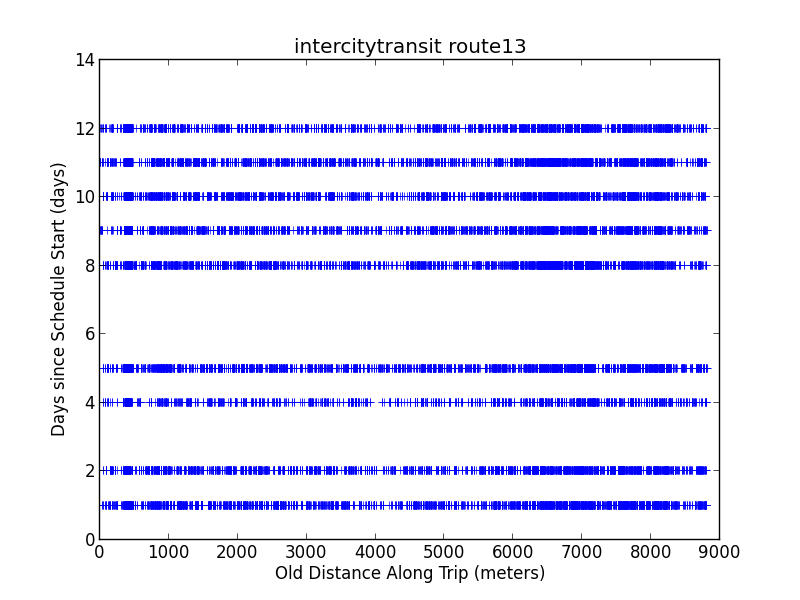 intercitytransit route13
14
12
10
8
6
4
2
0
Days since Schedule Start (days)
0 1000 2000 3000 4000 5000 6000 7000 8000 9000
Old Distance Along Trip (meters)